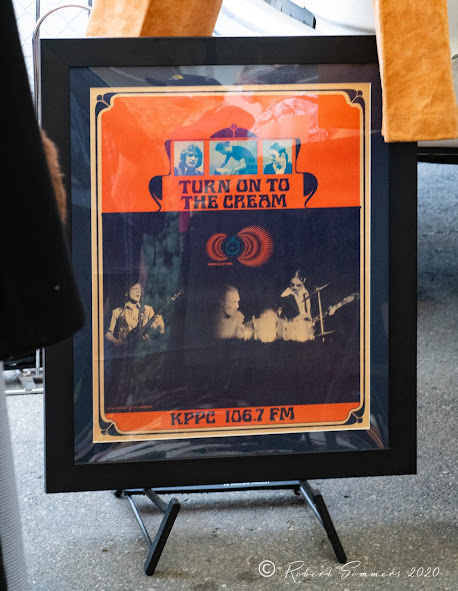 TURN ON TO
THE CREAM
KPPC 106.7 FM
© Robert Sommers 2020